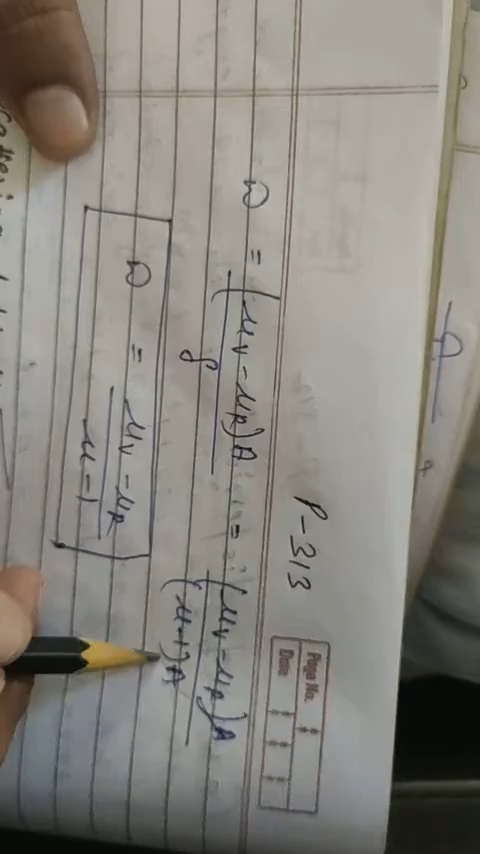 P-313
Page No.
Date
ω = (μv - μR)A / δ = (μv - μR)A / (μ-1)A
ω = μv - μR / μ-1